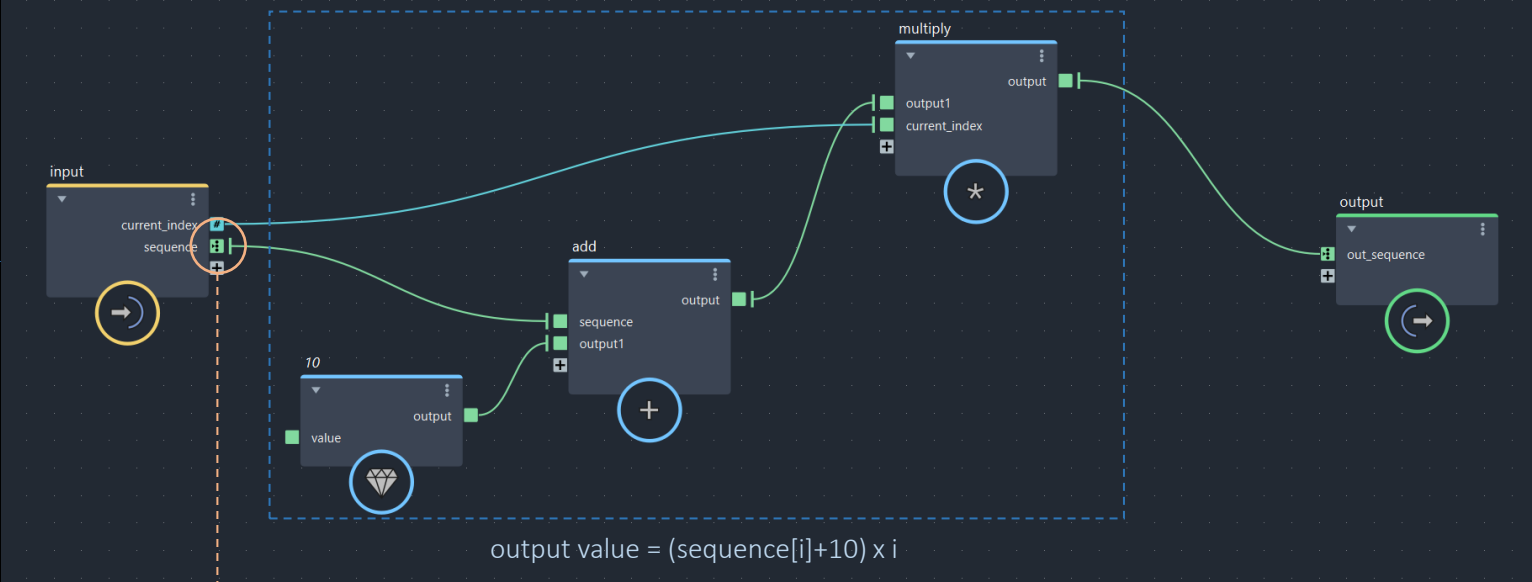 multiply
output
output1
current_index
input
current_index
sequence
output
out_sequence
add
output
sequence
output1
10
output
value
output value = (sequence[i]+10) x i